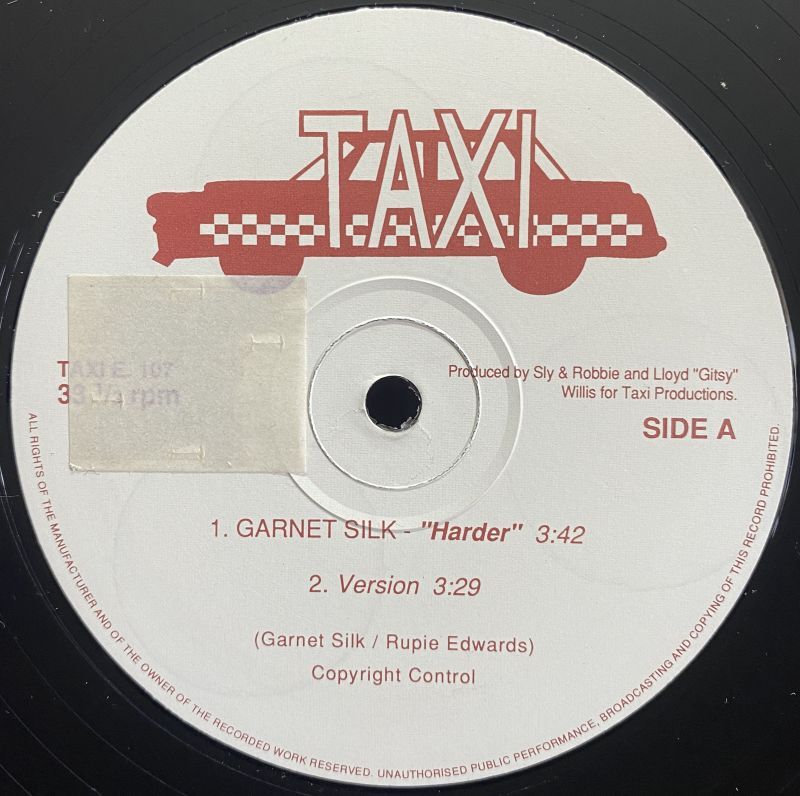 TAXI
TAXI E 107
33 ⅓ rpm
Produced by Sly & Robbie and Lloyd "Gitsy"
Willis for Taxi Productions.
SIDE A
1. GARNET SILK - "Harder" 3:42
2. Version 3:29
(Garnet Silk / Rupie Edwards)
Copyright Control
ALL RIGHTS OF THE MANUFACTURER AND OF THE OWNER OF THE RECORDED WORK RESERVED. UNAUTHORISED PUBLIC PERFORMANCE, BROADCASTING AND COPYING OF THIS RECORD PROHIBITED.